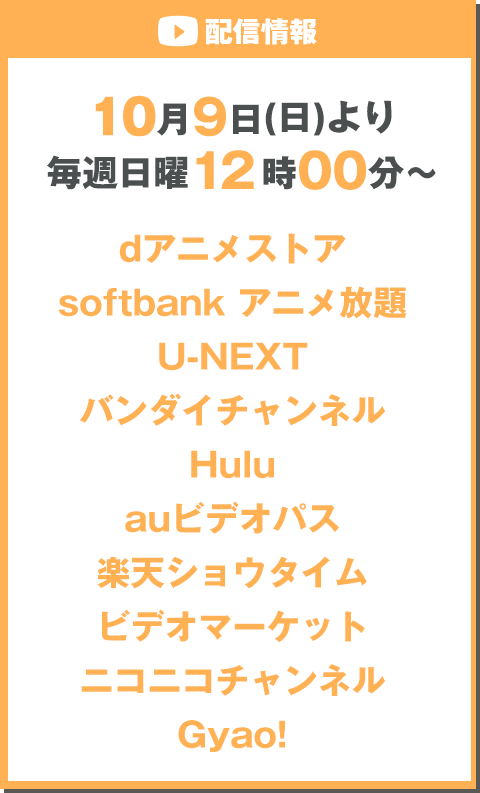 配信情報
10月9日(日)より
毎週日曜12時00分～
dアニメストア
softbank アニメ放題
U-NEXT
バンダイチャンネル
Hulu
auビデオパス
楽天ショウタイム
ビデオマーケット
ニコニコチャンネル
Gyao!